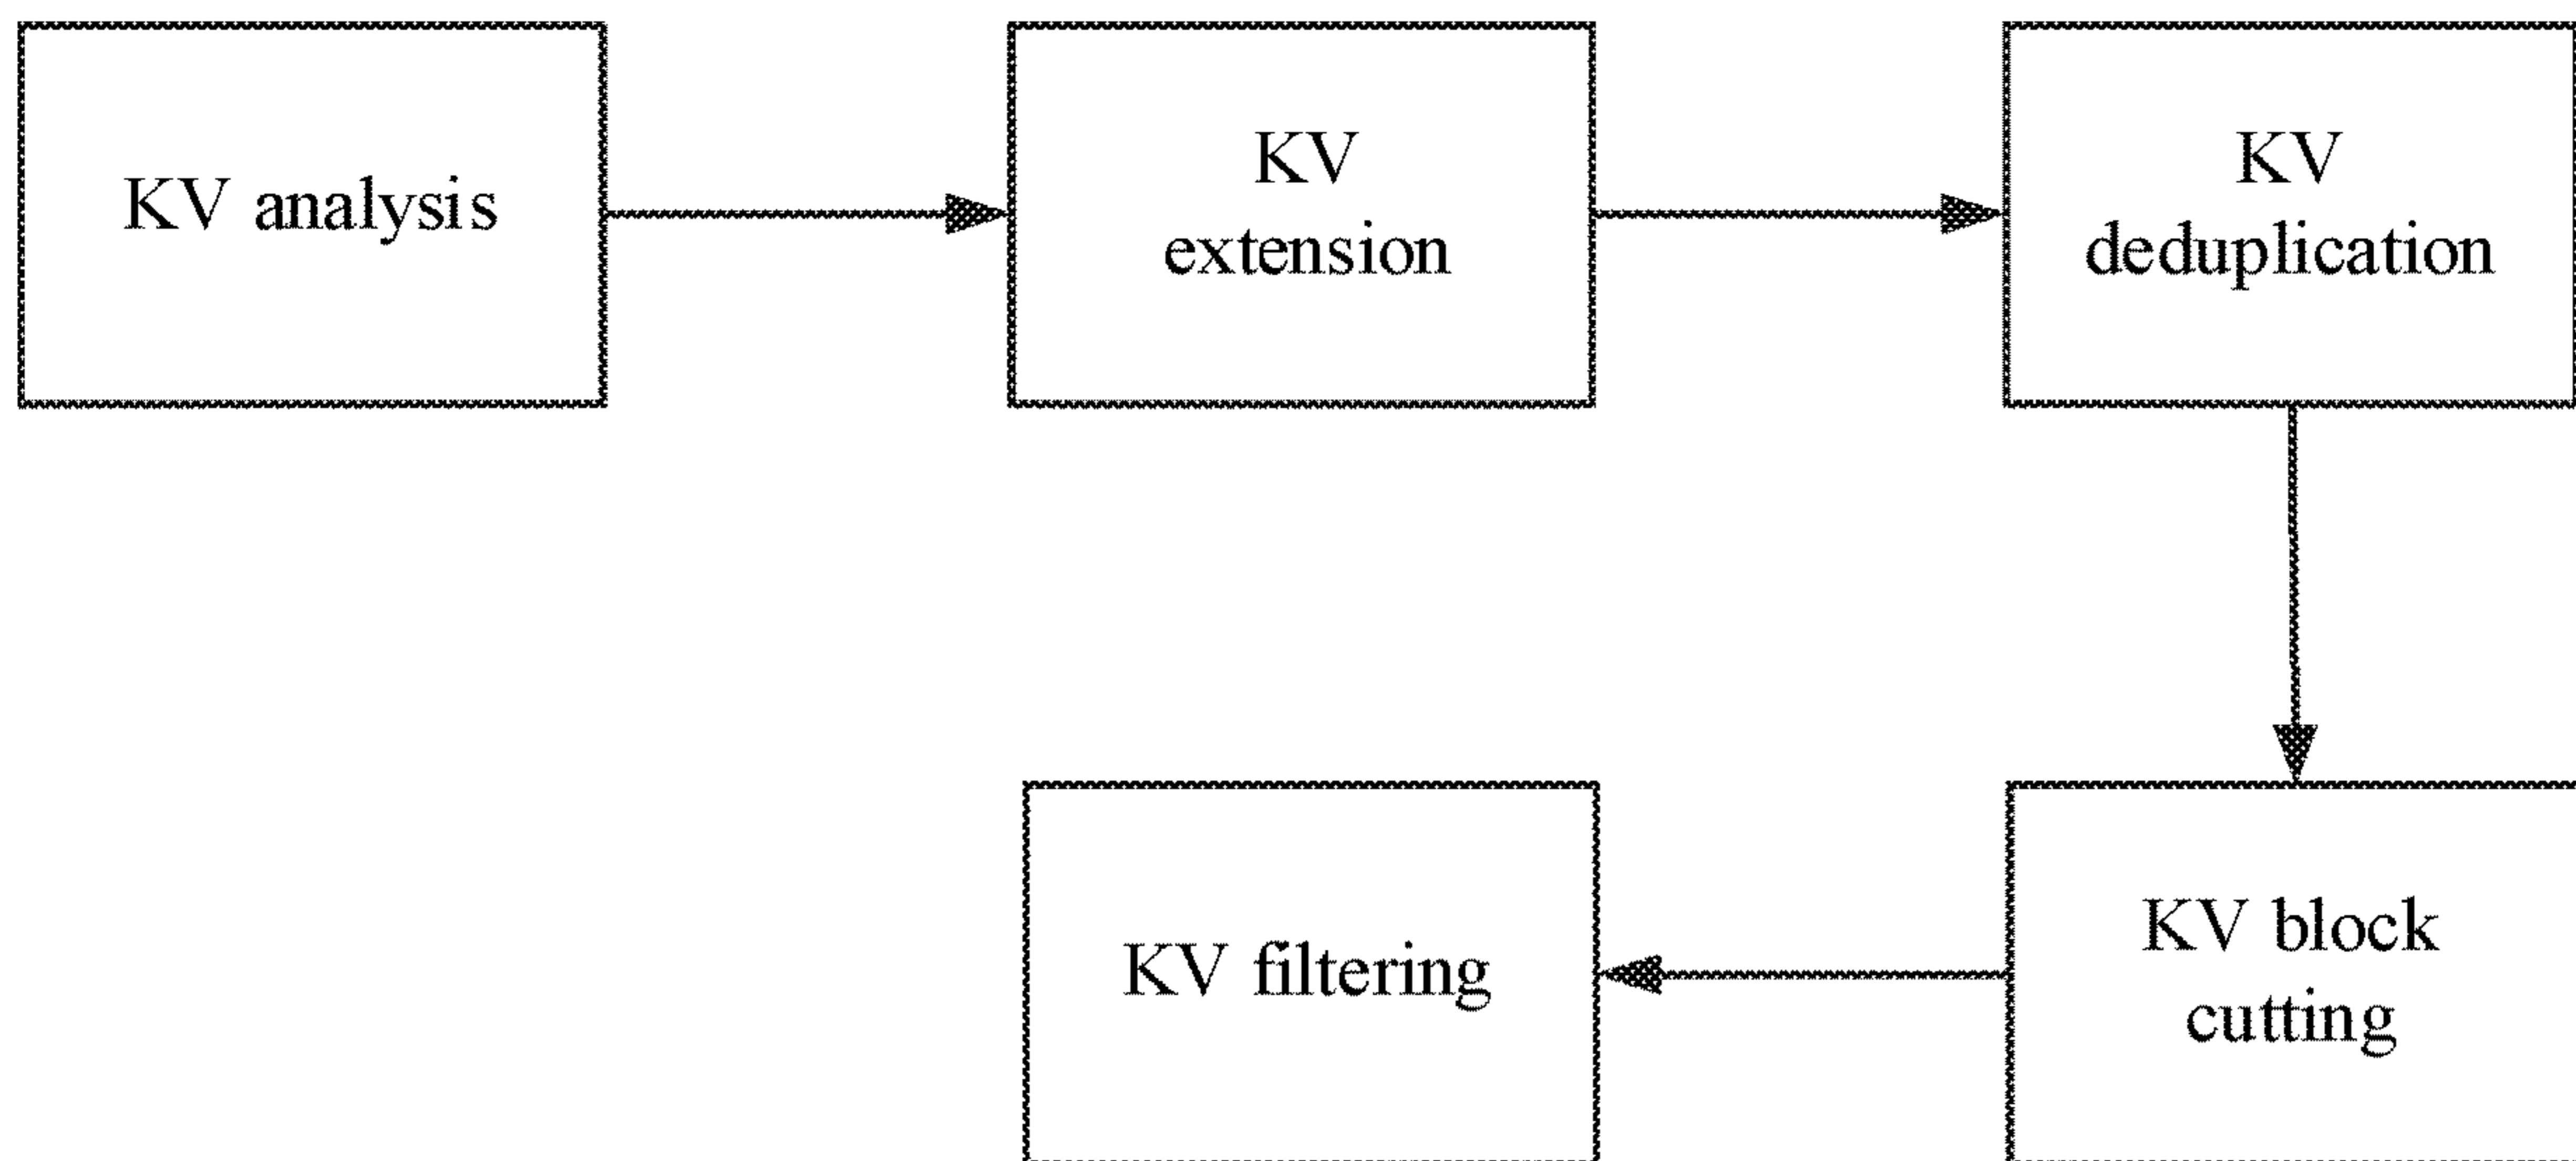 KV analysis
KV
extension
KV
deduplication
KV filtering
KV block
cutting